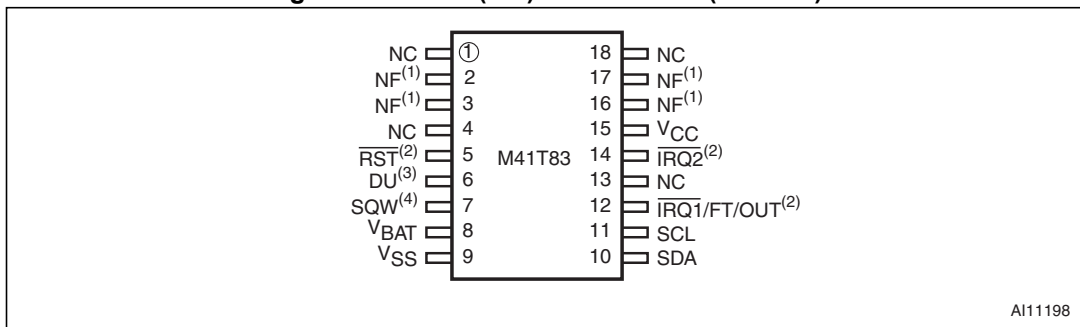 NC 1 18 NC
NF(1) 2 17 NF(1)
NF(1) 3 16 NF(1)
NC 4 15 VCC
RST(2) 5 M41T83 14 IRQ2(2)
DU(3) 6 13 NC
SQW(4) 7 12 IRQ1/FT/OUT(2)
VBAT 8 11 SCL
VSS 9 10 SDA
AI11198